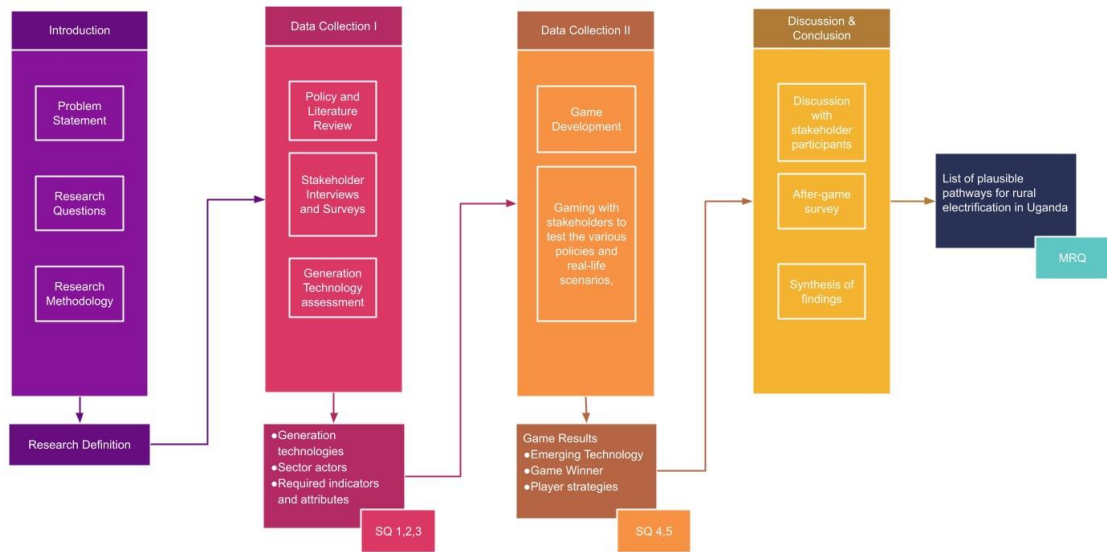 Introduction
Problem
Statement
Research
Questions
Research
Methodology
Research Definition
Data Collection I
Policy and
Literature
Review
Stakeholder
Interviews
and Surveys
Generation
Technology
assessment
●Generation
technologies
●Sector actors
●Required indicators
and attributes
SQ 1,2,3
Data Collection II
Game
Development
Gaming with
stakeholders to
test the various
policies and
real-life
scenarios,
Game Results
●Emerging Technology
●Game Winner
●Player strategies
SQ 4,5
Discussion &
Conclusion
Discussion
with
stakeholder
participants
After-game
survey
Synthesis of
findings
List of plausible
pathways for rural
electrification in Uganda
MRQ